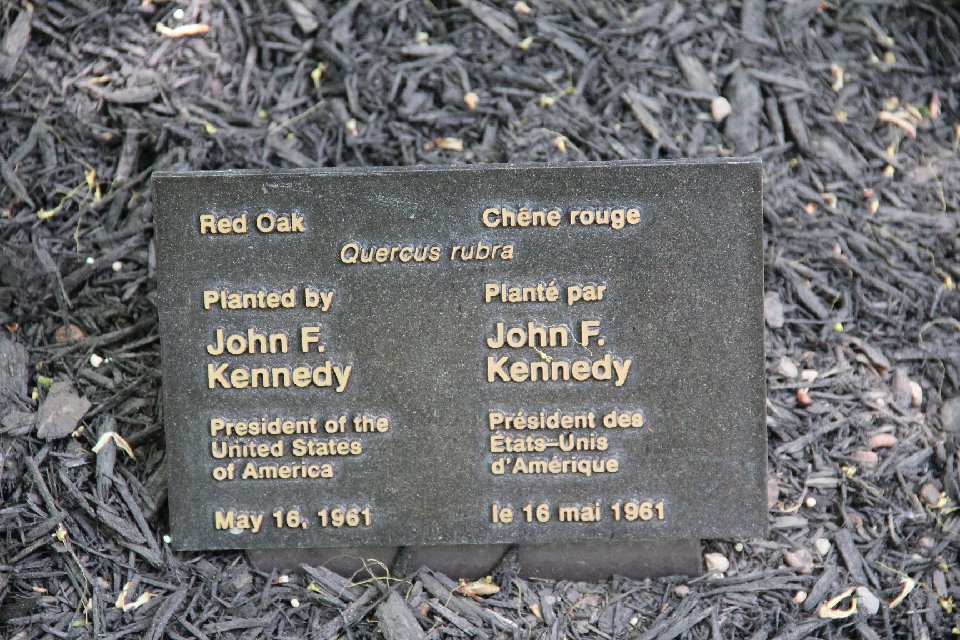 Red Oak
Chêne rouge
Quercus rubra
Planted by
John F.
Kennedy
President of the
United States
of America
May 16, 1961
Planté par
John F.
Kennedy
Président des
États-Unis
d'Amérique
le 16 mai 1961